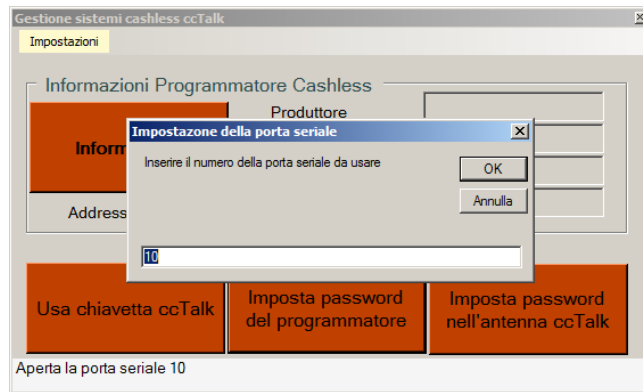 Gestione sistemi cashless ccTalk
Impostazioni
Informazioni Programmatore Cashless
Produttore
Impostazone della porta seriale
Inserire il numero della porta seriale da usare
OK
Annulla
10
Inform
Address
Usa chiavetta ccTalk
Imposta password
del programmatore
Imposta password
nell'antenna ccTalk
Aperta la porta seriale 10